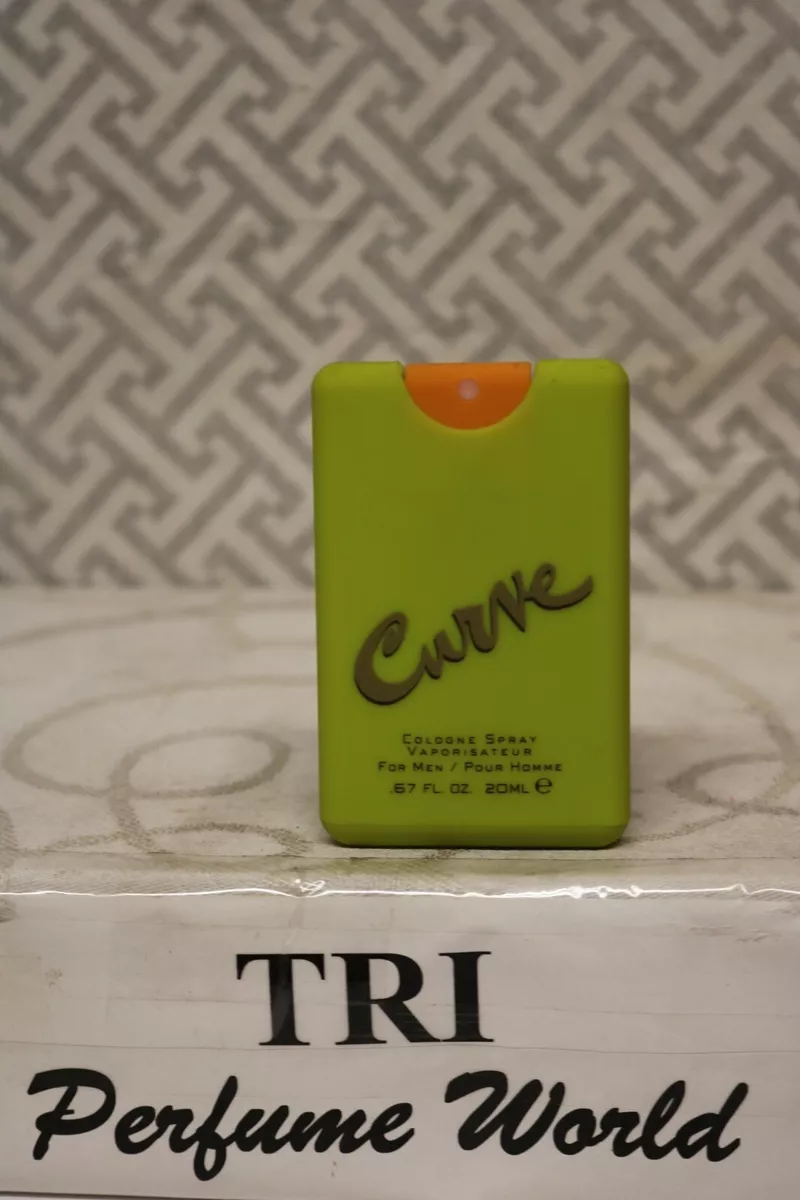 Curve
Cologne Spray
Vaporisateur
For Men / Pour Homme
.67 FL. OZ. 20ML ℮
TRI
Perfume World